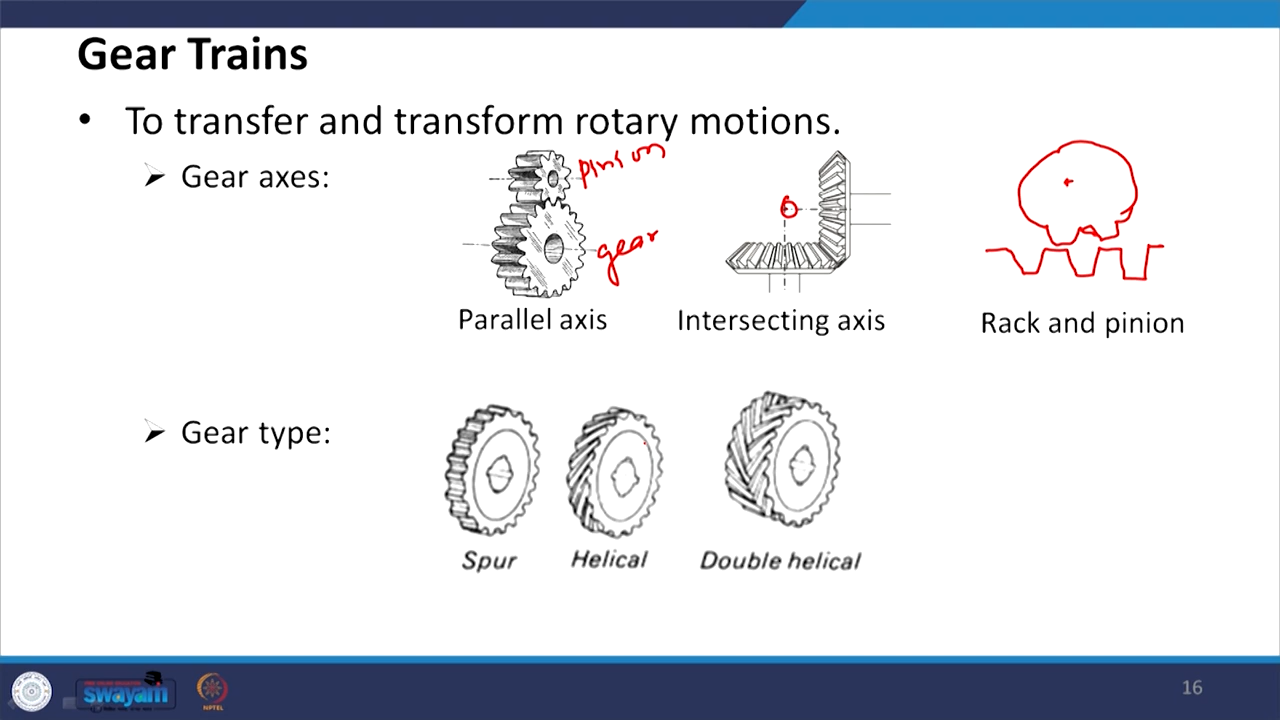 Gear Trains
• To transfer and transform rotary motions.
➢ Gear axes:
pinion
gear
Parallel axis
Intersecting axis
Rack and pinion
➢ Gear type:
Spur
Helical
Double helical
swayam
NPTEL
16